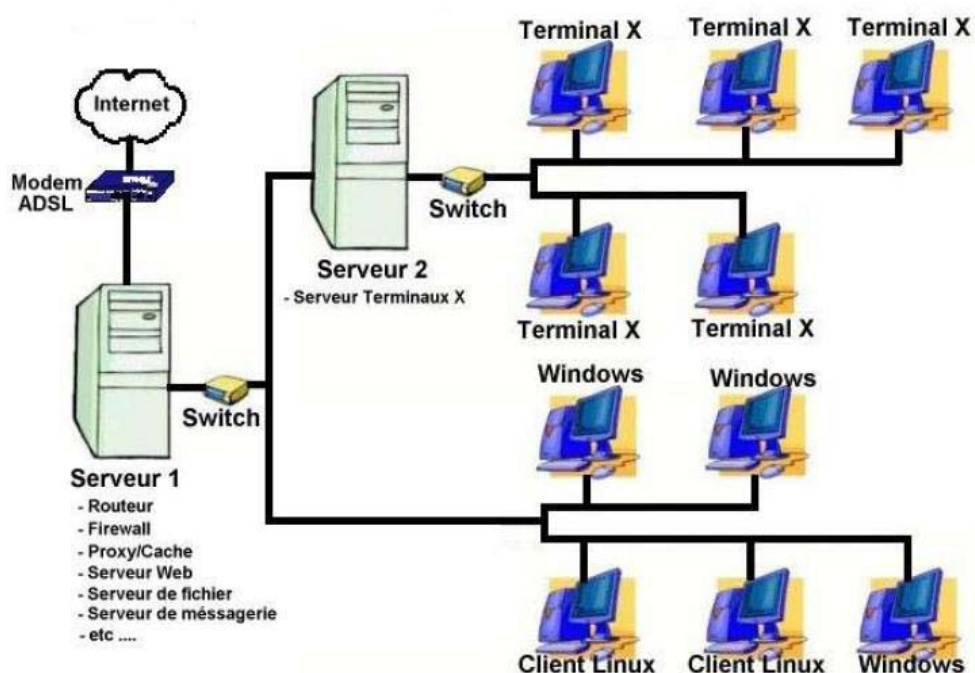 Terminal X
Terminal X
Terminal X
Internet
Modem
ADSL
Switch
Serveur 2
- Serveur Terminaux X
Terminal X
Terminal X
Windows
Windows
Switch
Serveur 1
- Routeur
- Firewall
- Proxy/Cache
- Serveur Web
- Serveur de fichier
- Serveur de méssagerie
- etc ....
Client Linux
Client Linux
Windows